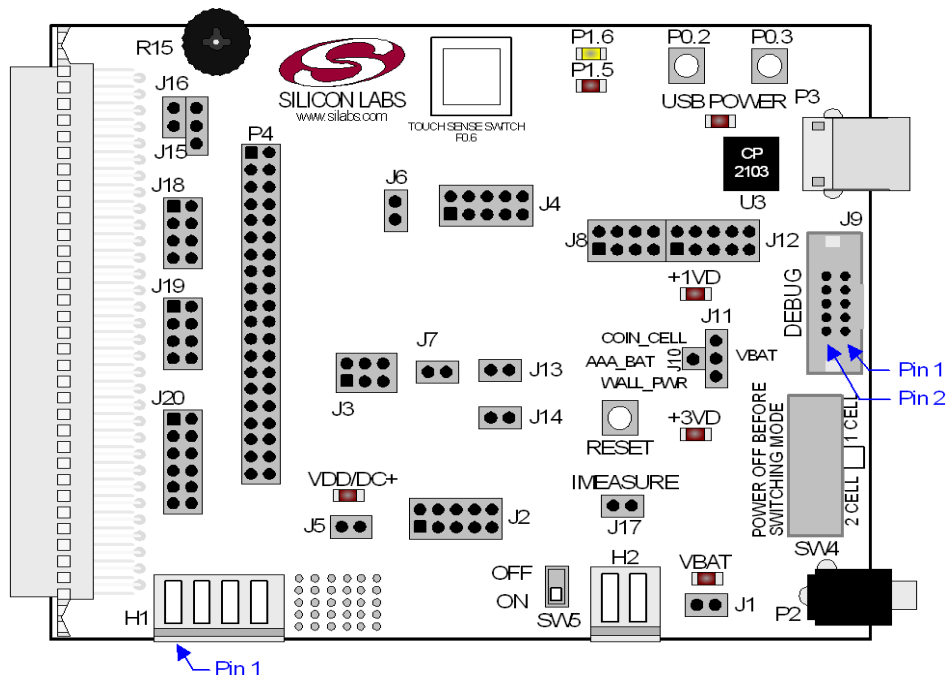 R15
SILICON LABS
www.silabs.com
TOUCH SENSE SWITCH
P0.6
P1.6
P1.5
P0.2
P0.3
USB POWER
P3
J16
J15
P4
J6
J4
CP
2103
U3
J18
J8
J12
J9
DEBUG
+1VD
J19
J11
COIN_CELL
J10
AAA_BAT
VBAT
WALL_PWR
Pin 1
Pin 2
J7
J13
J3
J20
J14
RESET
+3VD
POWER OFF BEFORE
SWITCHING MODE
2 CELL
1 CELL
VDD/DC+
J5
J2
IMEASURE
J17
SW4
H2
OFF
ON
SW5
VBAT
J1
P2
H1
Pin 1